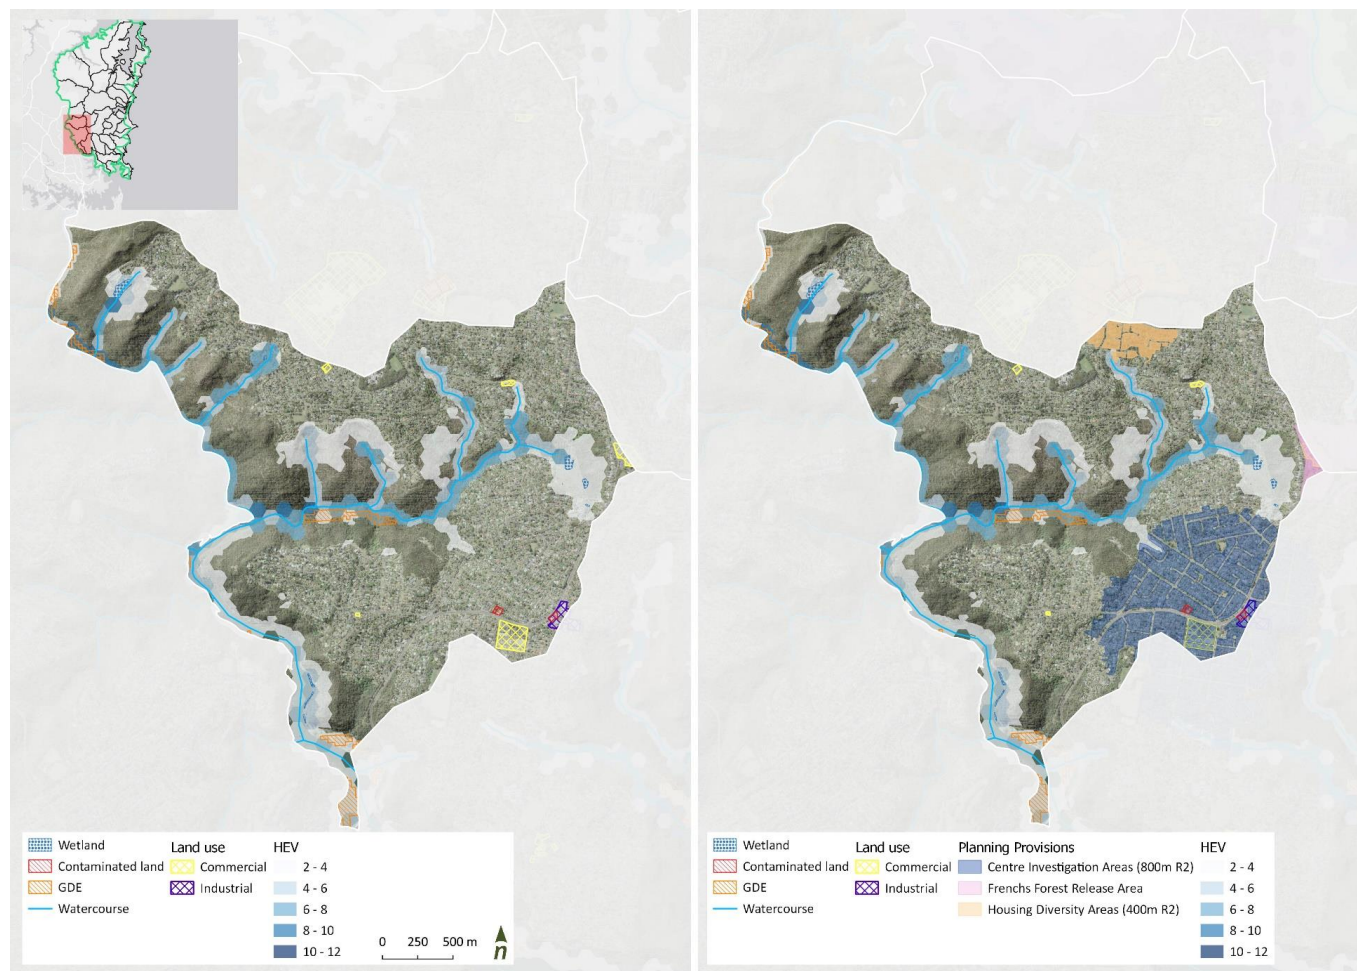 Wetland
Contaminated land
GDE
Watercourse
Land use
Commercial
Industrial
HEV
2 - 4
4 - 6
6 - 8
8 - 10
10 - 12
0 250 500 m
n
Wetland
Contaminated land
GDE
Watercourse
Land use
Commercial
Industrial
Planning Provisions
Centre Investigation Areas (800m R2)
Frenchs Forest Release Area
Housing Diversity Areas (400m R2)
HEV
2 - 4
4 - 6
6 - 8
8 - 10
10 - 12